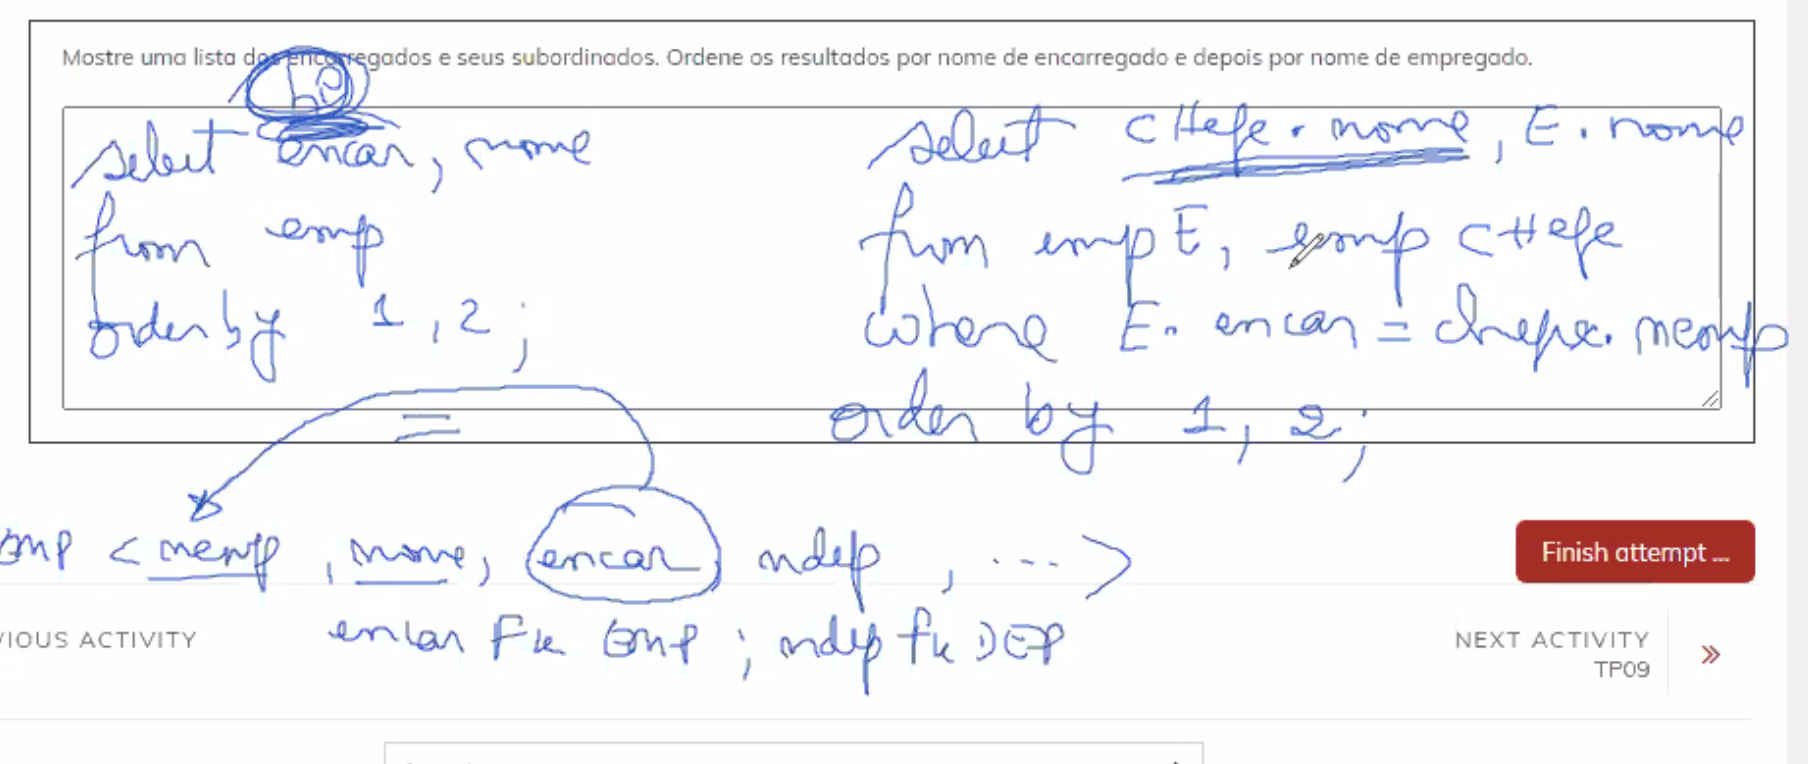 Mostre uma lista dos encarregados e seus subordinados. Ordene os resultados por nome de encarregado e depois por nome de empregado.
select encar, nome
from emp
order by 1, 2;
select CHefe.nome, E.nome
from emp E, emp CHefe
where E.encar = chefe.nemp
order by 1, 2;
=
EMP < nemp, nome, encar ndep, ... >
encar Fk EMP ; ndep fk DEP
Finish attempt ...
VIOUS ACTIVITY
NEXT ACTIVITY
TP09